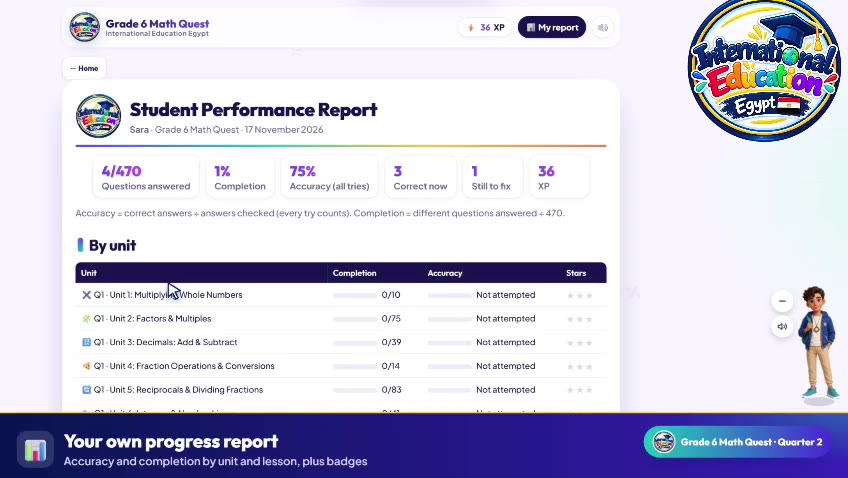 Grade 6 Math Quest
International Education Egypt
36 XP
My report
← Home
International
Education
Egypt
Student Performance Report
Sara · Grade 6 Math Quest · 17 November 2026
4/470
Questions answered
1%
Completion
75%
Accuracy (all tries)
3
Correct now
1
Still to fix
36
XP
Accuracy = correct answers ÷ answers checked (every try counts). Completion = different questions answered ÷ 470.
By unit
Unit Completion Accuracy Stars
Q1 · Unit 1: Multiplying Whole Numbers 0/10 Not attempted
Q1 · Unit 2: Factors & Multiples 0/75 Not attempted
Q1 · Unit 3: Decimals: Add & Subtract 0/39 Not attempted
Q1 · Unit 4: Fraction Operations & Conversions 0/14 Not attempted
Q1 · Unit 5: Reciprocals & Dividing Fractions 0/83 Not attempted
Your own progress report
Accuracy and completion by unit and lesson, plus badges
Grade 6 Math Quest · Quarter 2